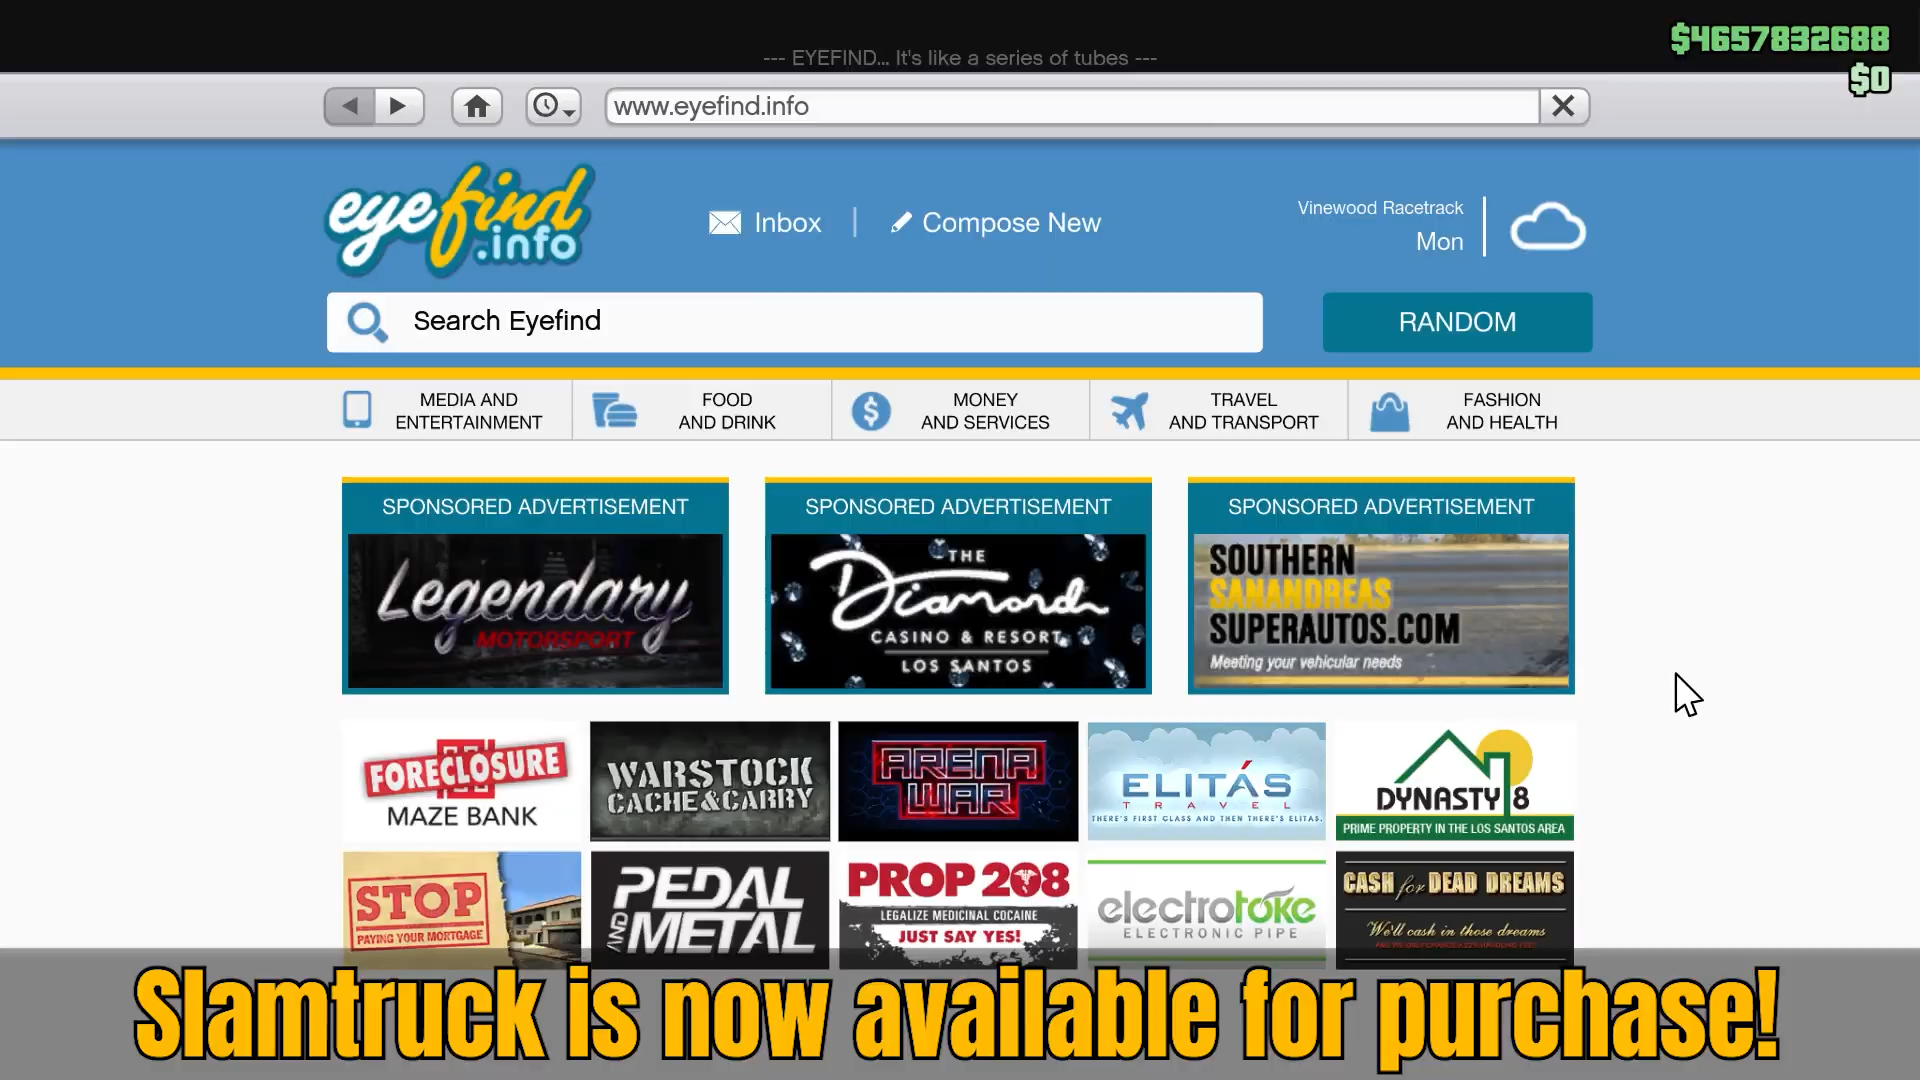 $4657832688
$0
--- EYEFIND... It's like a series of tubes ---
www.eyefind.info
eyefind
.info
Inbox
Compose New
Vinewood Racetrack
Mon
Search Eyefind
RANDOM
MEDIA AND
ENTERTAINMENT
FOOD
AND DRINK
MONEY
AND SERVICES
TRAVEL
AND TRANSPORT
FASHION
AND HEALTH
SPONSORED ADVERTISEMENT
Legendary
MOTORSPORT
SPONSORED ADVERTISEMENT
THE
Diamond
CASINO & RESORT
LOS SANTOS
SPONSORED ADVERTISEMENT
SOUTHERN
SANANDREAS
SUPERAUTOS.COM
Meeting your vehicular needs
FORECLOSURE
MAZE BANK
WARSTOCK
CACHE&CARRY
ARENA
WAR
ELITÁS
TRAVEL
THERE'S FIRST CLASS AND THEN THERE'S ELITAS.
DYNASTY 8
PRIME PROPERTY IN THE LOS SANTOS AREA
STOP
PAYING YOUR MORTGAGE
PEDAL
AND METAL
PROP 208
LEGALIZE MEDICINAL COCAINE
JUST SAY YES!
electrotoke
ELECTRONIC PIPE
CASH for DEAD DREAMS
We'll cash in those dreams
Slamtruck is now available for purchase!